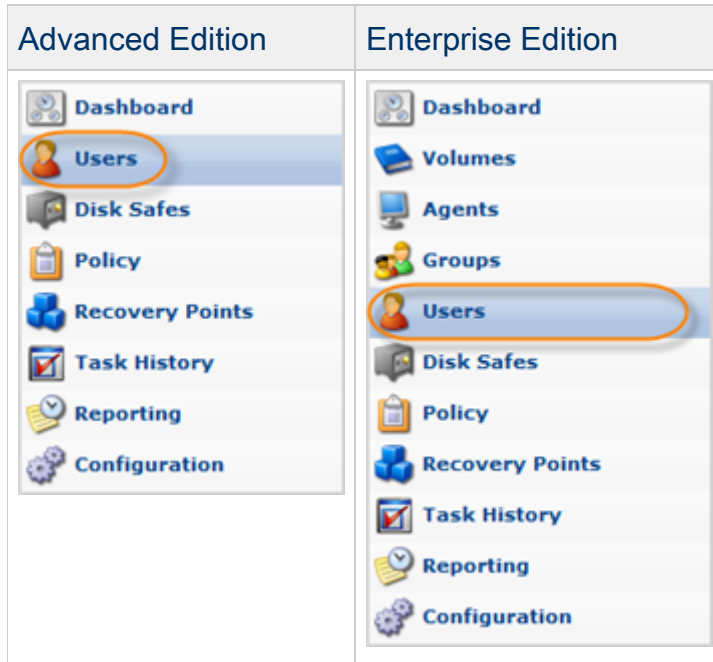 Advanced Edition
Enterprise Edition
Dashboard
Users
Disk Safes
Policy
Recovery Points
Task History
Reporting
Configuration
Dashboard
Volumes
Agents
Groups
Users
Disk Safes
Policy
Recovery Points
Task History
Reporting
Configuration